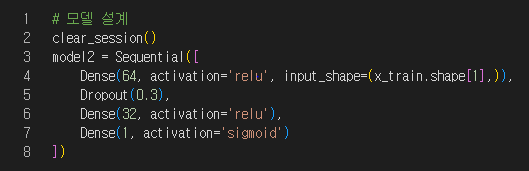 1 # 모델 설계
2 clear_session()
3 model2 = Sequential([
4     Dense(64, activation='relu', input_shape=(x_train.shape[1],)),
5     Dropout(0.3),
6     Dense(32, activation='relu'),
7     Dense(1, activation='sigmoid')
8 ])